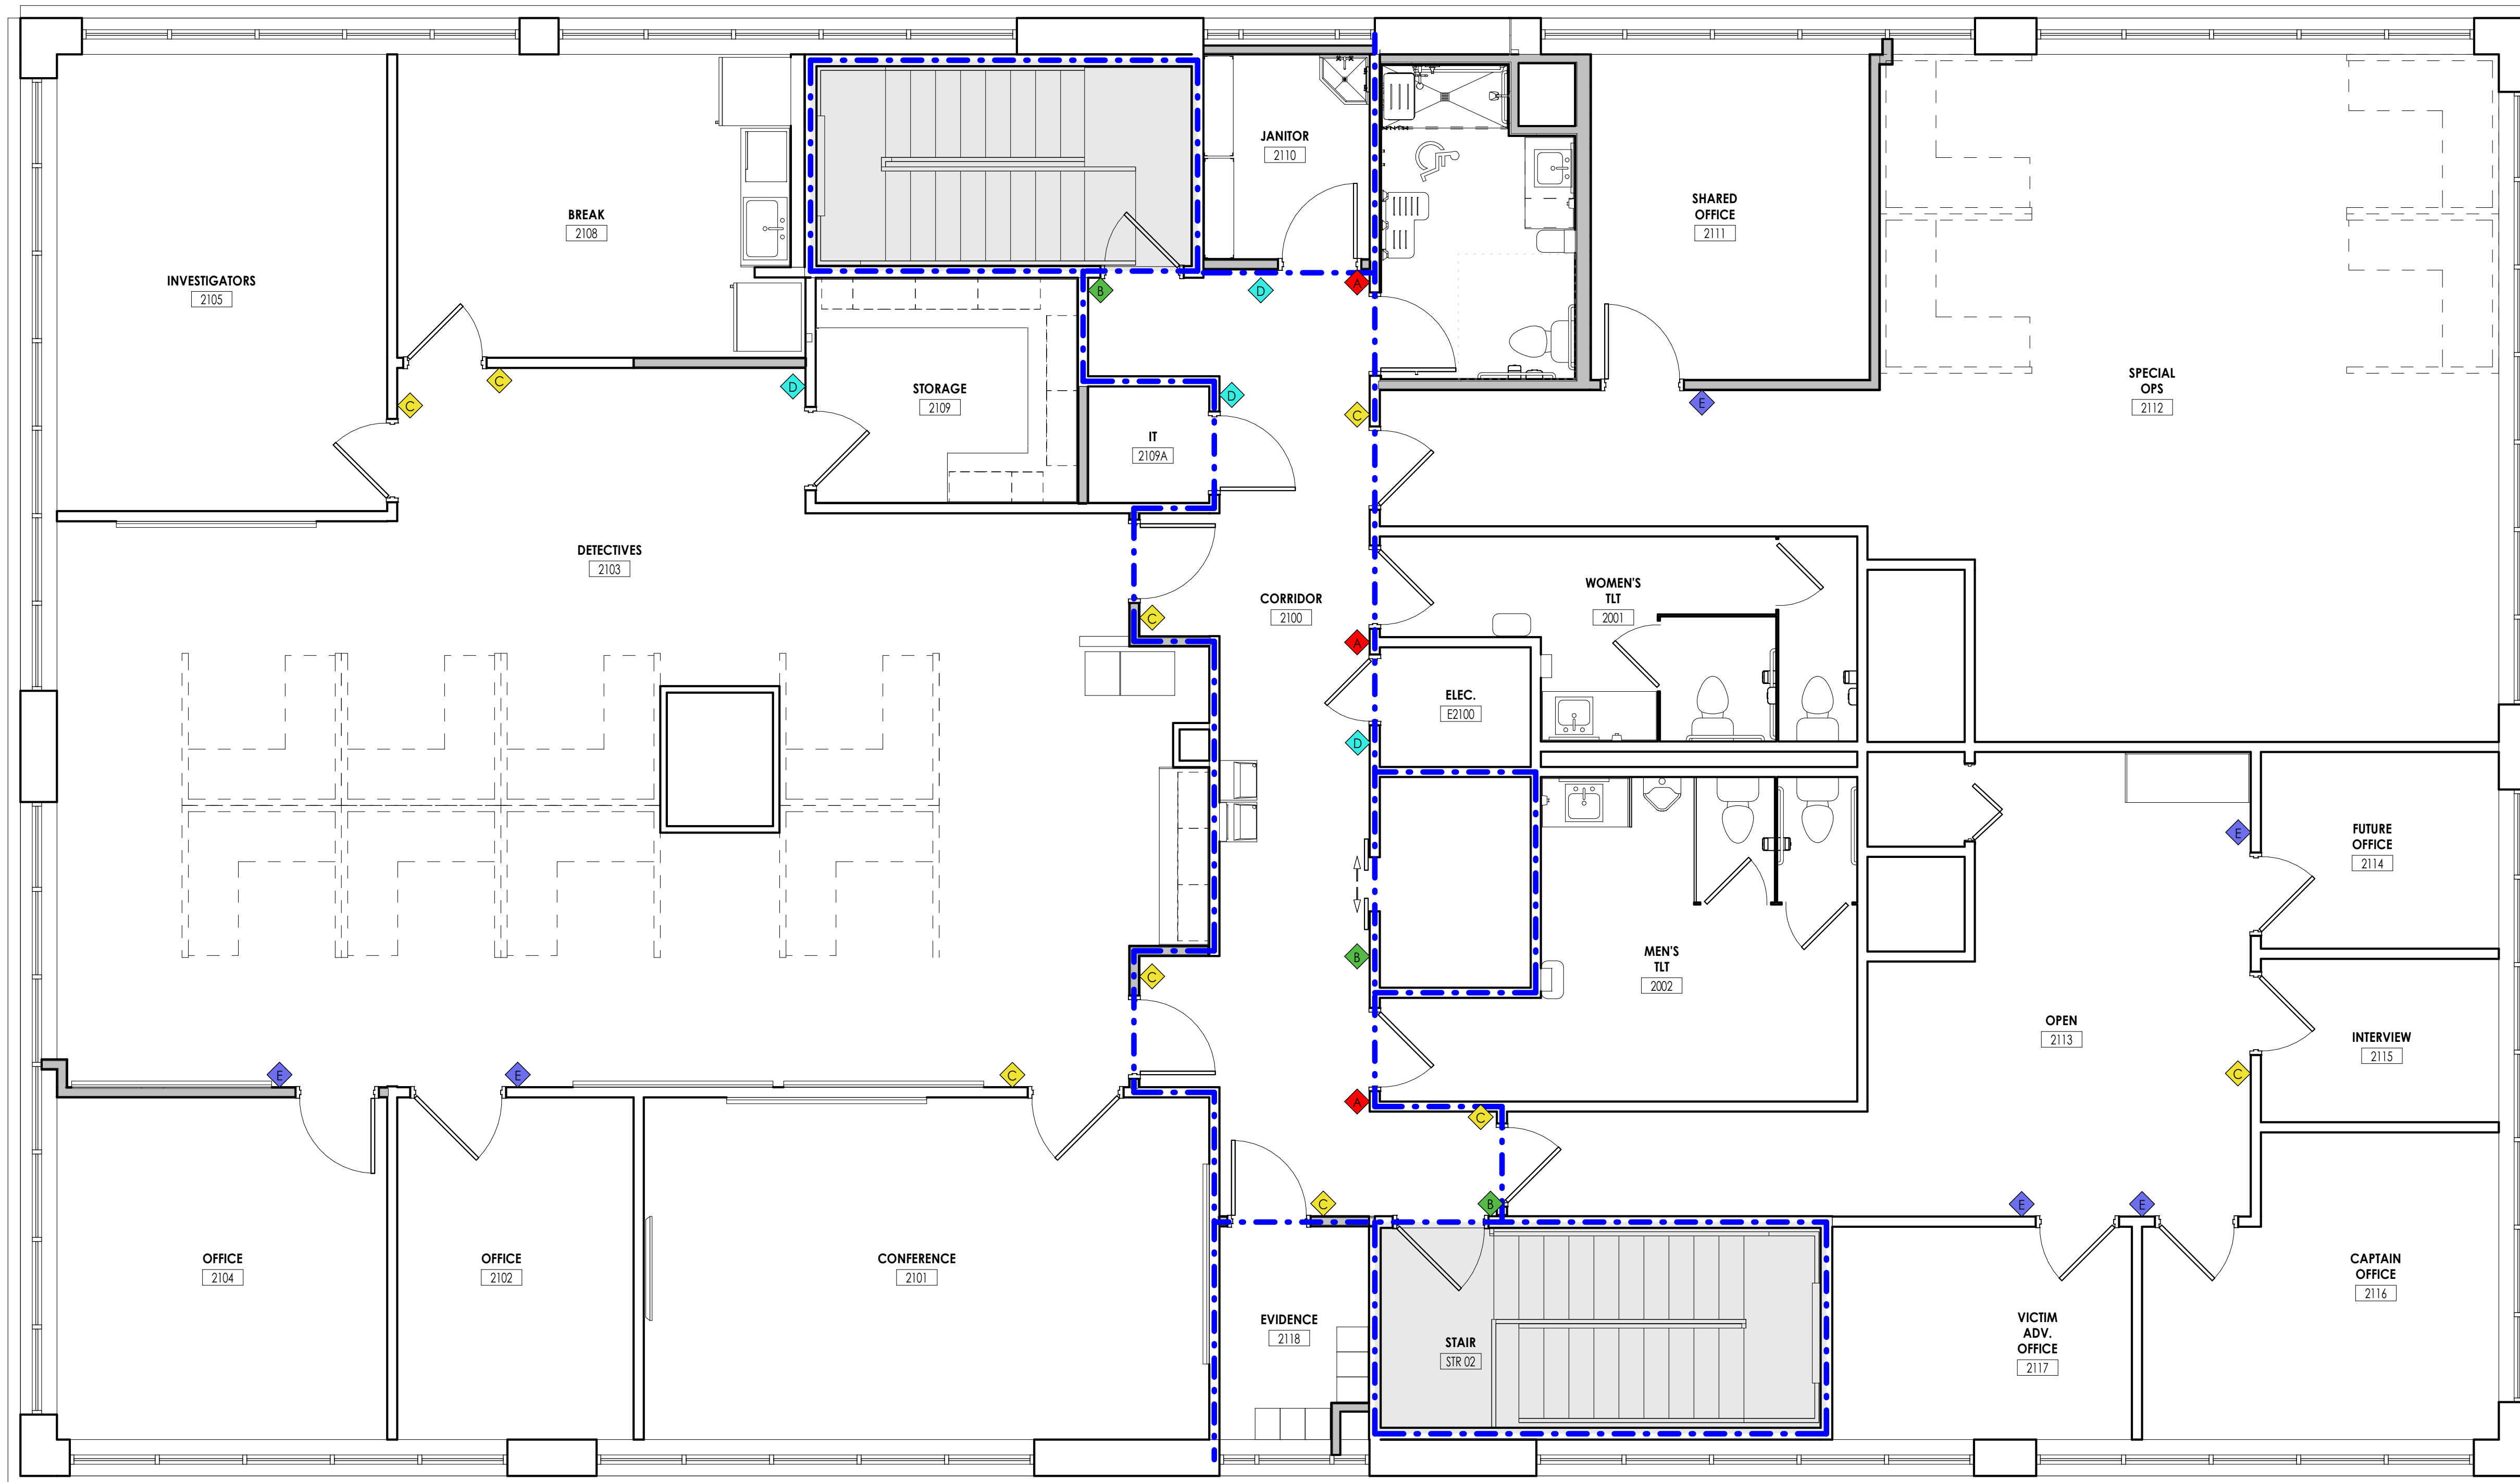 JANITOR
2110
BREAK
2108
SHARED
OFFICE
2111
INVESTIGATORS
2105
B
D
A
C
C
D
STORAGE
2109
D
C
E
SPECIAL
OPS
2112
IT
2109A
DETECTIVES
2103
CORRIDOR
2100
C
WOMEN'S
TLT
2001
A
ELEC.
E2100
D
E
FUTURE
OFFICE
2114
B
C
MEN'S
TLT
2002
OPEN
2113
INTERVIEW
2115
E
E
C
C
A
C
C
B
E
E
OFFICE
2104
OFFICE
2102
CONFERENCE
2101
EVIDENCE
2118
STAIR
STR 02
VICTIM
ADV.
OFFICE
2117
CAPTAIN
OFFICE
2116